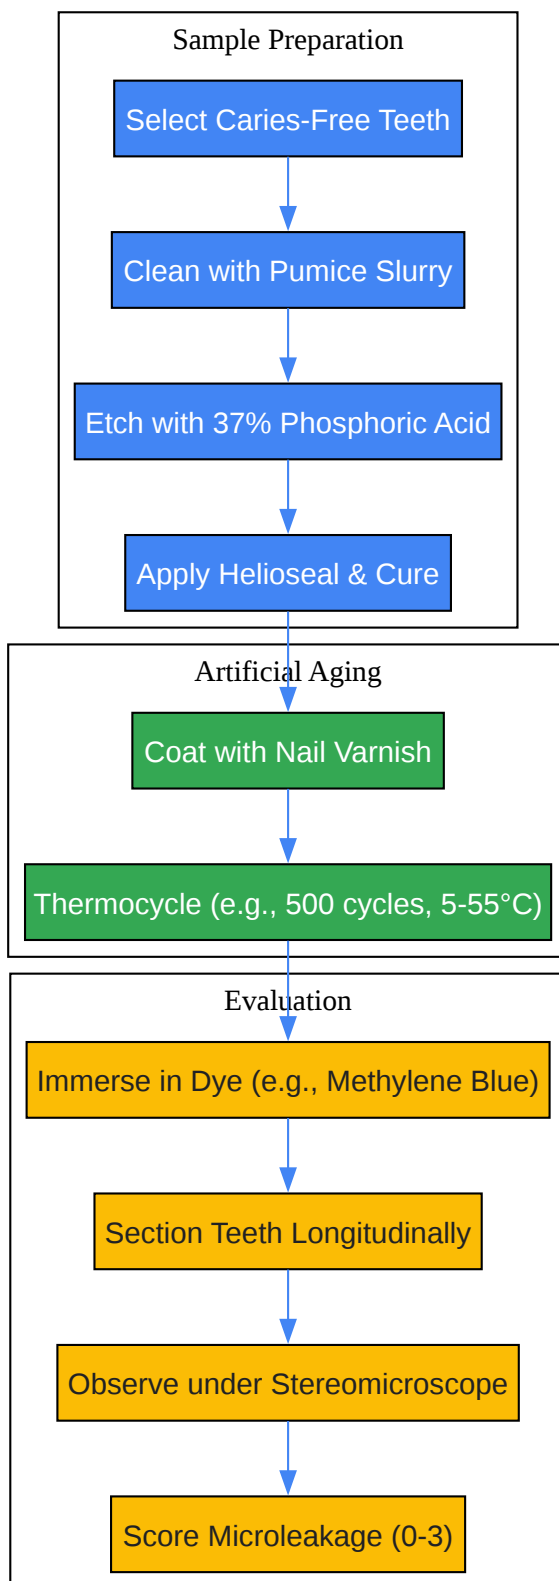 Sample Preparation
Select Caries-Free Teeth
Clean with Pumice Slurry
Etch with 37% Phosphoric Acid
Apply Helioseal & Cure
Artificial Aging
Coat with Nail Varnish
Thermocycle (e.g., 500 cycles, 5-55°C)
Evaluation
Immerse in Dye (e.g., Methylene Blue)
Section Teeth Longitudinally
Observe under Stereomicroscope
Score Microleakage (0-3)